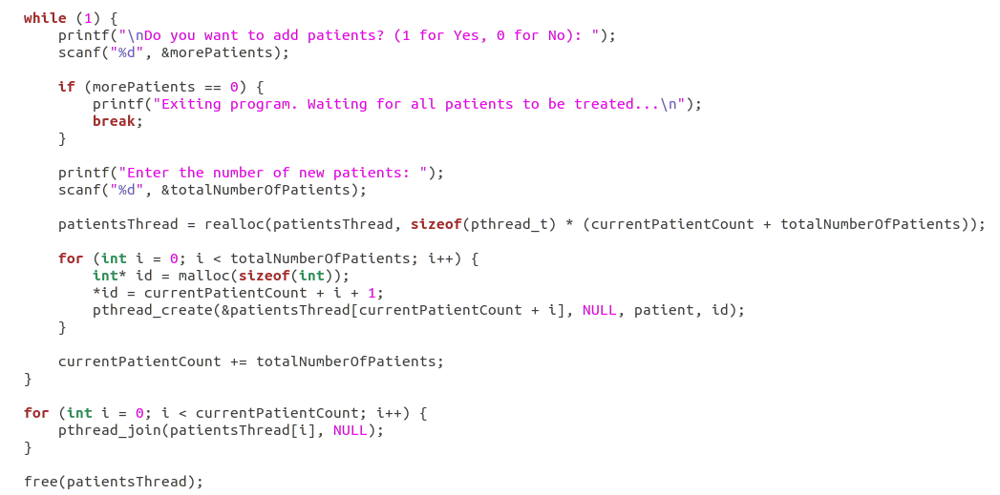 while (1) {
    printf("\nDo you want to add patients? (1 for Yes, 0 for No): ");
    scanf("%d", &morePatients);

    if (morePatients == 0) {
        printf("Exiting program. Waiting for all patients to be treated...\n");
        break;
    }

    printf("Enter the number of new patients: ");
    scanf("%d", &totalNumberOfPatients);

    patientsThread = realloc(patientsThread, sizeof(pthread_t) * (currentPatientCount + totalNumberOfPatients));

    for (int i = 0; i < totalNumberOfPatients; i++) {
        int* id = malloc(sizeof(int));
        *id = currentPatientCount + i + 1;
        pthread_create(&patientsThread[currentPatientCount + i], NULL, patient, id);
    }

    currentPatientCount += totalNumberOfPatients;
}

for (int i = 0; i < currentPatientCount; i++) {
    pthread_join(patientsThread[i], NULL);
}

free(patientsThread);